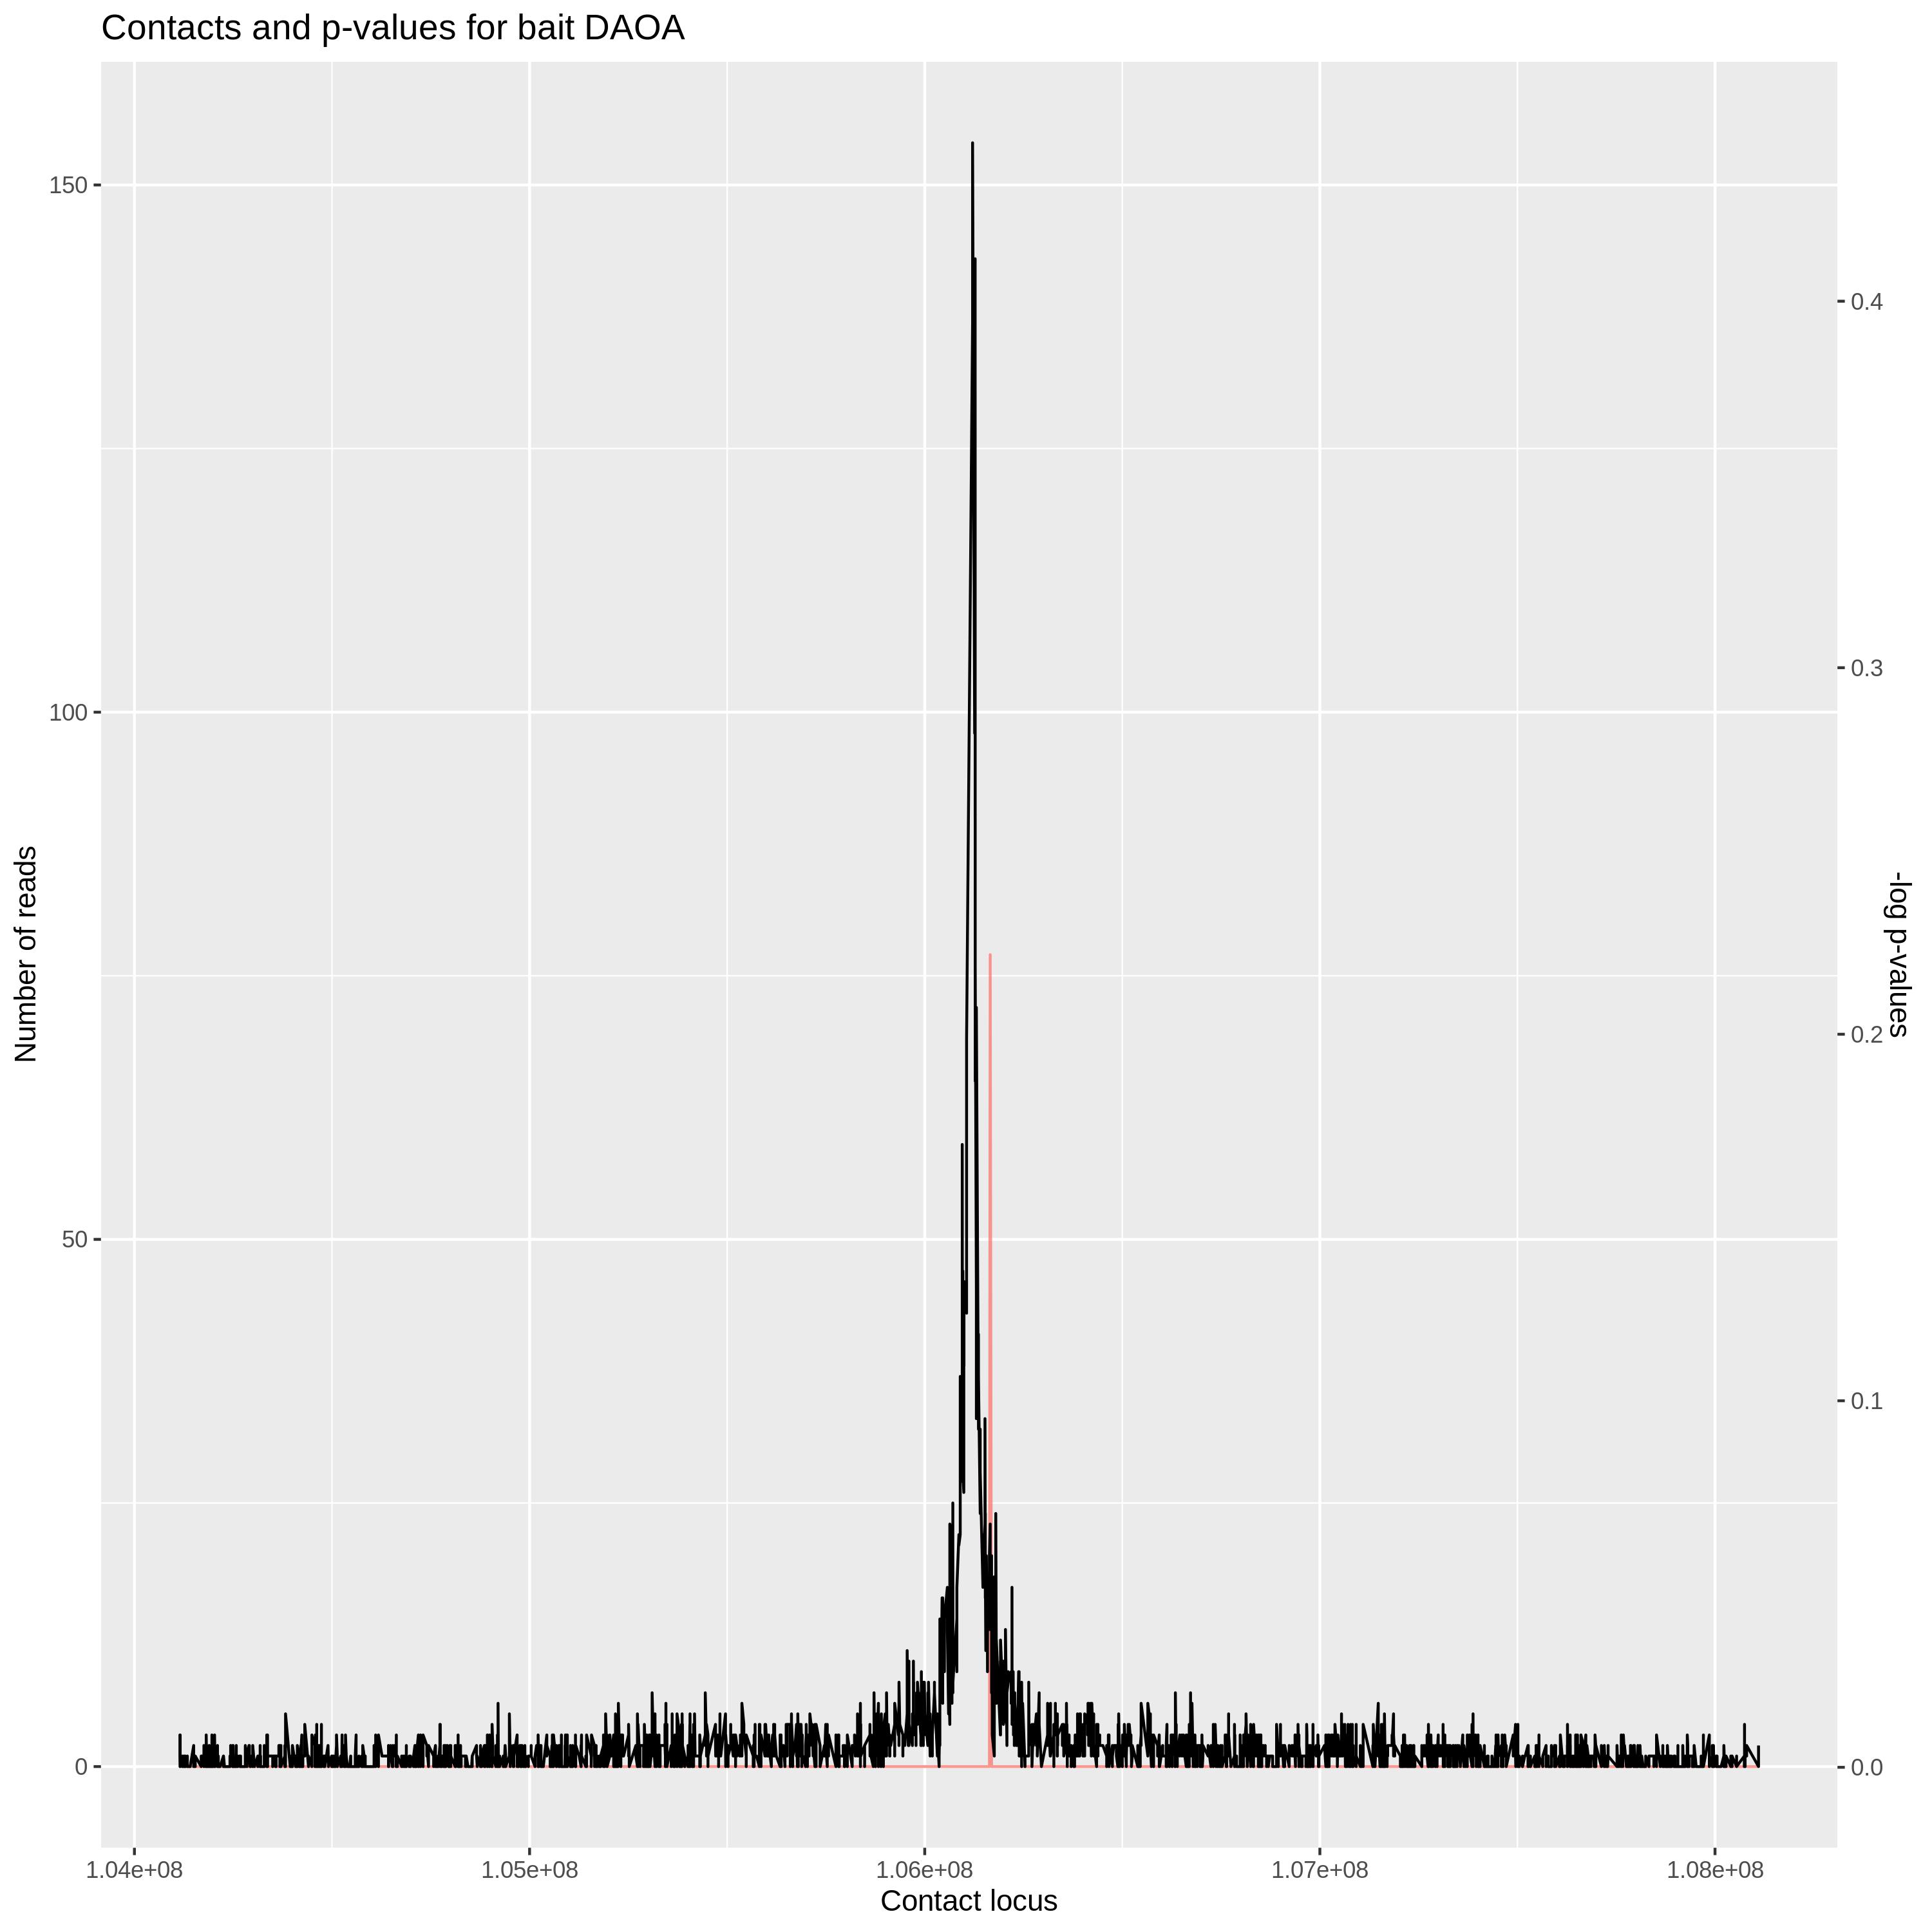 Contacts and p-values for bait DAOA
150
100
50
0
Number of reads
0.4
0.3
0.2
0.1
0.0
-log p-values
1.04e+08
1.05e+08
1.06e+08
1.07e+08
1.08e+08
Contact locus